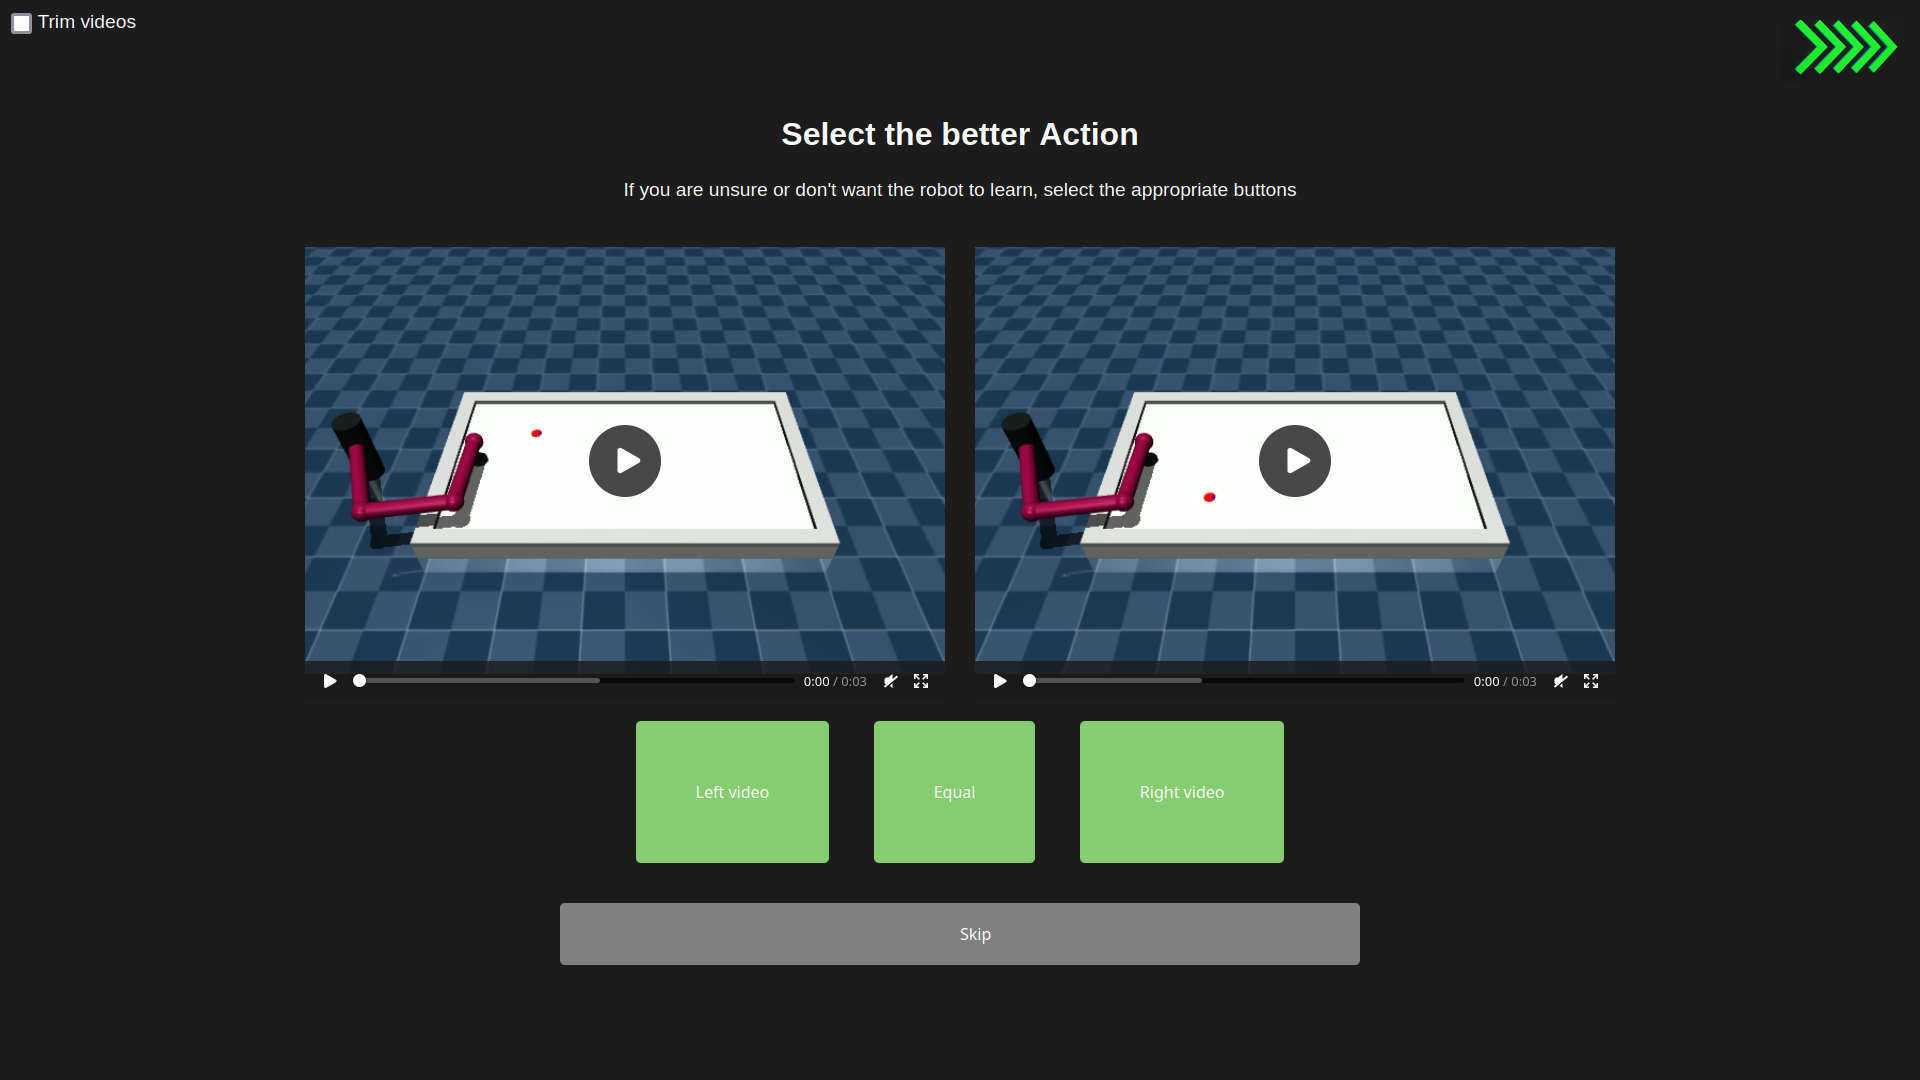 Trim videos
Select the better Action
If you are unsure or don't want the robot to learn, select the appropriate buttons
0:00 / 0:03
0:00 / 0:03
Left video
Equal
Right video
Skip